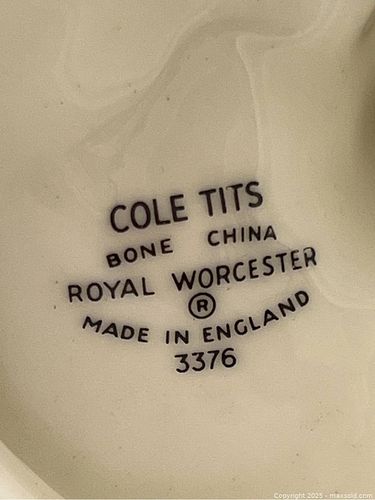 COLE TITS
BONE CHINA
ROYAL WORCESTER
®
MADE IN ENGLAND
3376
Copyright 2025 - maxsold.com